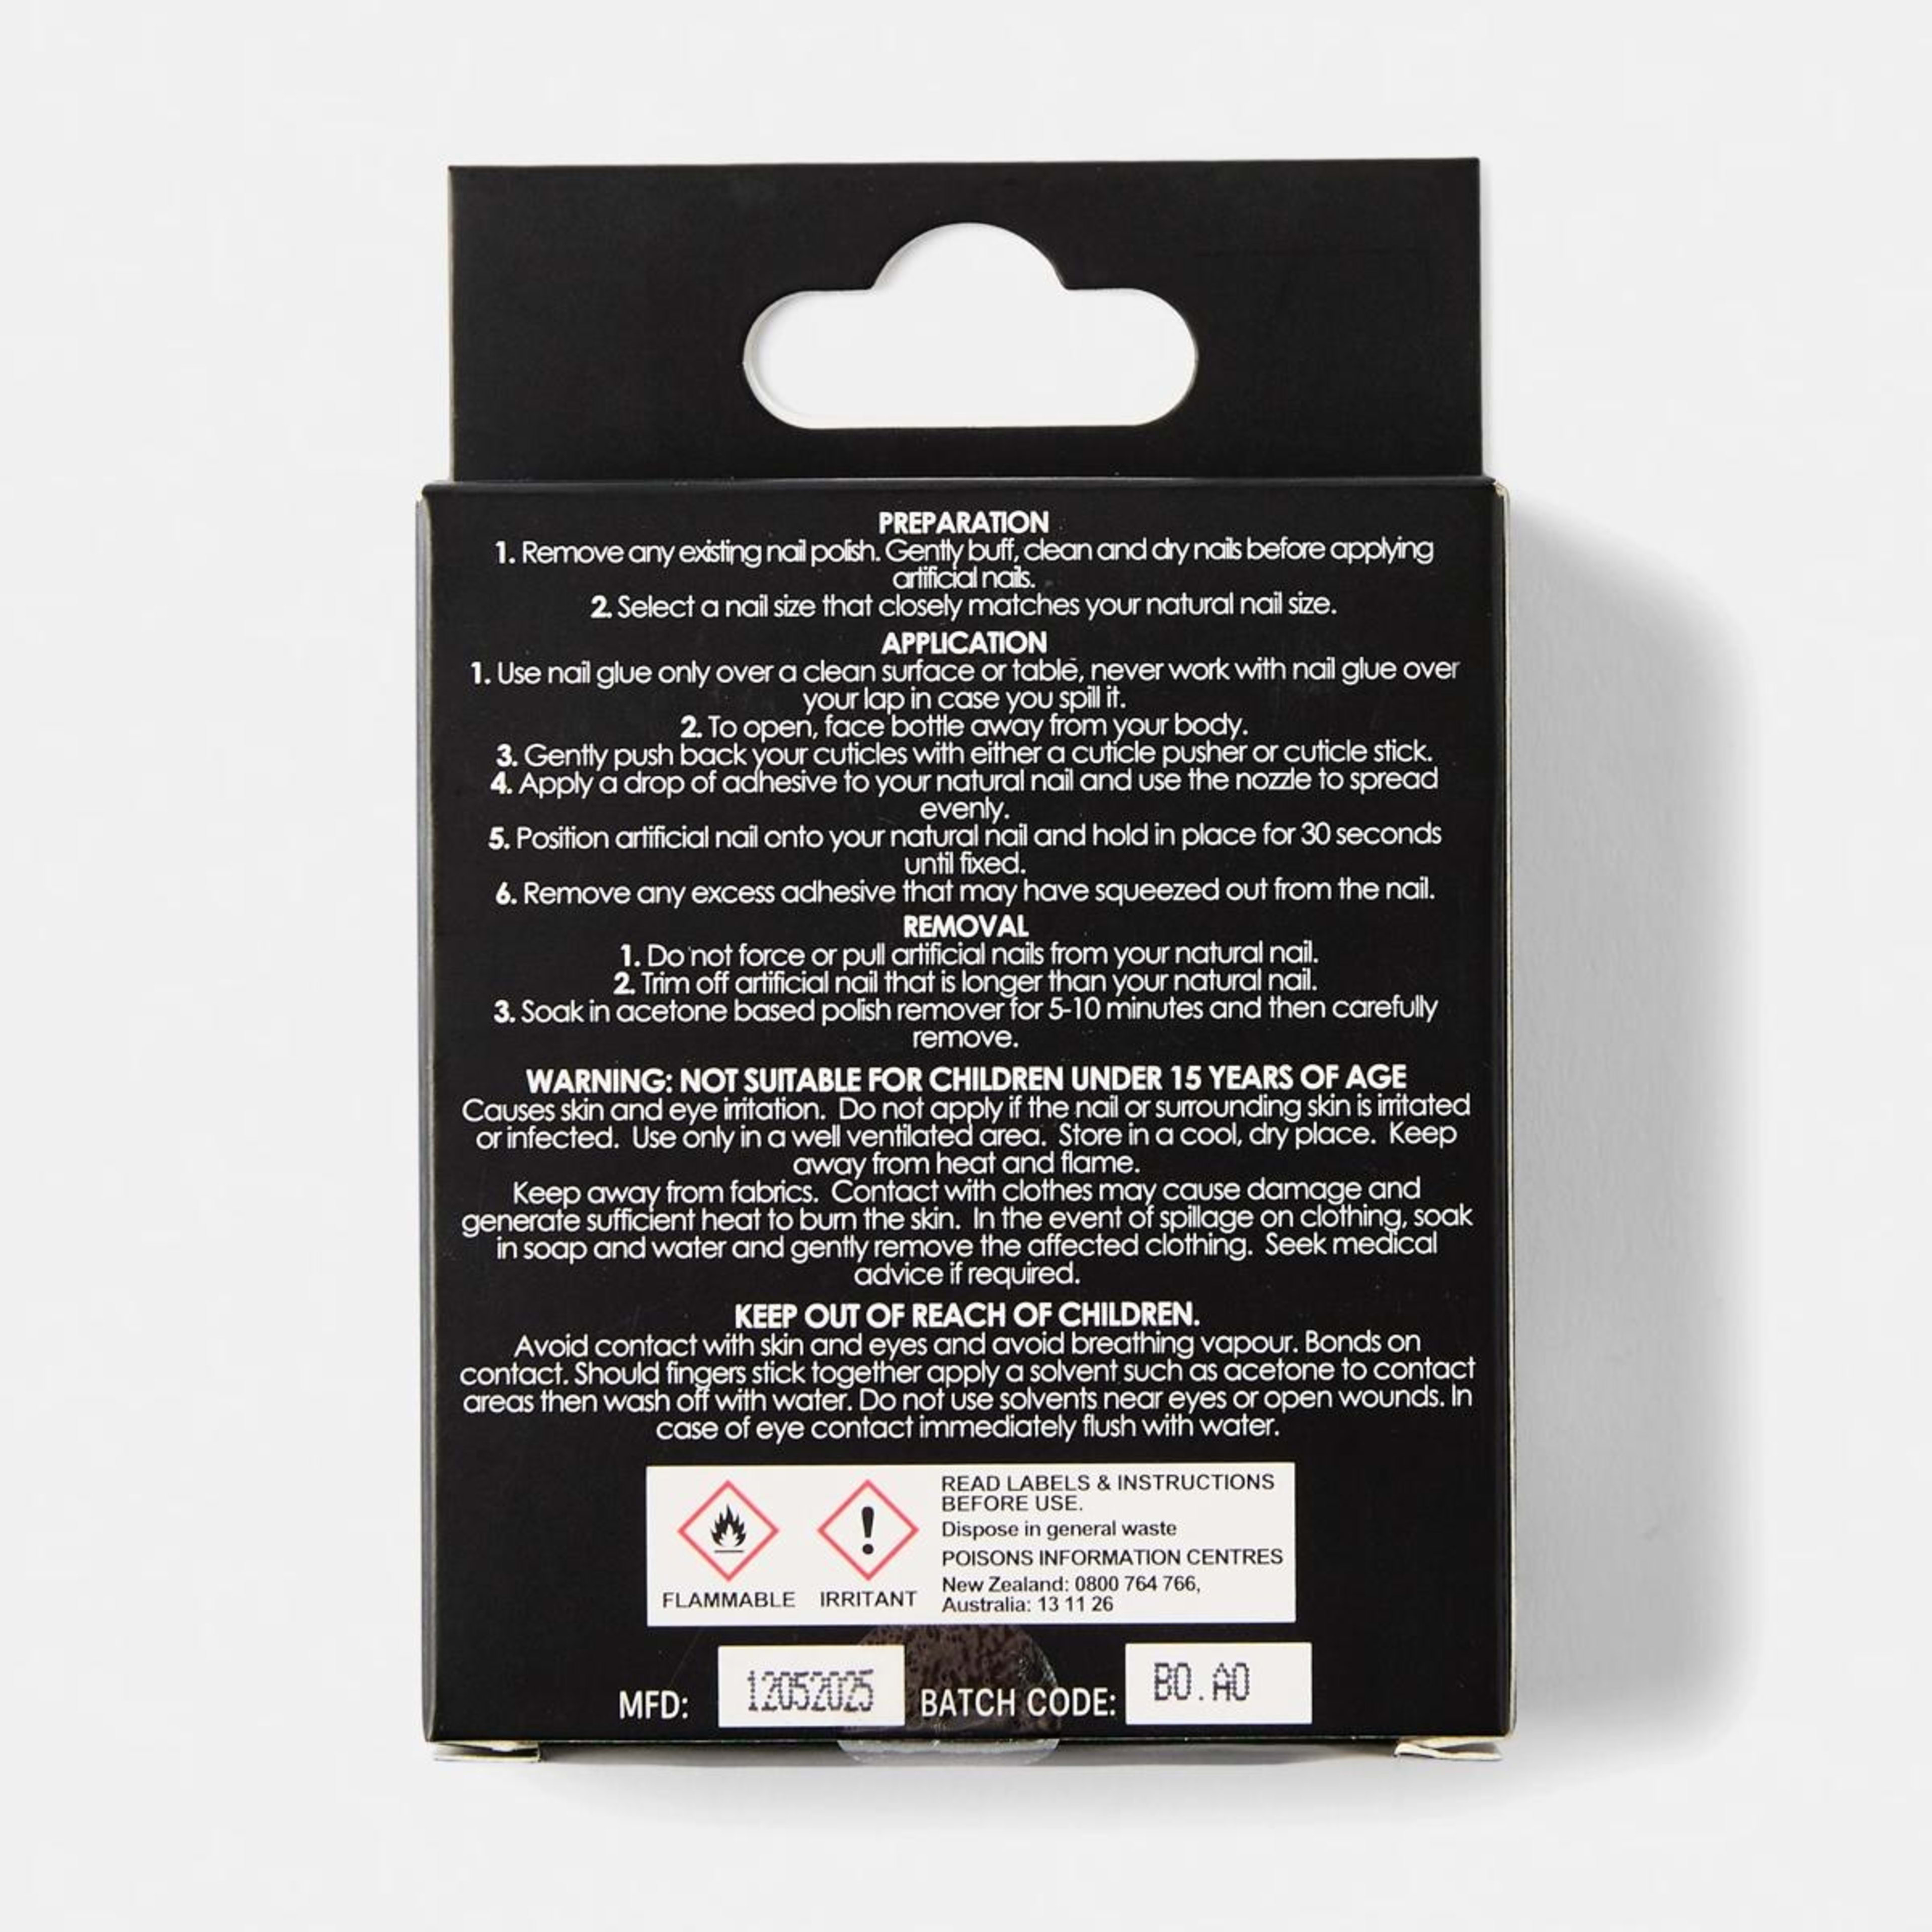 PREPARATION
1. Remove any existing nail polish. Gently buff, clean and dry nails before applying
artificial nails.
2. Select a nail size that closely matches your natural nail size.
APPLICATION
1. Use nail glue only over a clean surface or table, never work with nail glue over
your lap in case you spill it.
2. To open, face bottle away from your body.
3. Gently push back your cuticles with either a cuticle pusher or cuticle stick.
4. Apply a drop of adhesive to your natural nail and use the nozzle to spread
evenly.
5. Position artificial nail onto your natural nail and hold in place for 30 seconds
until fixed.
6. Remove any excess adhesive that may have squeezed out from the nail.
REMOVAL
1. Do not force or pull artificial nails from your natural nail.
2. Trim off artificial nail that is longer than your natural nail.
3. Soak in acetone based polish remover for 5-10 minutes and then carefully
remove.
WARNING: NOT SUITABLE FOR CHILDREN UNDER 15 YEARS OF AGE
Causes skin and eye irritation. Do not apply if the nail or surrounding skin is irritated
or infected. Use only in a well ventilated area. Store in a cool, dry place. Keep
away from heat and flame.
Keep away from fabrics. Contact with clothes may cause damage and
generate sufficient heat to burn the skin. In the event of spillage on clothing, soak
in soap and water and gently remove the affected clothing. Seek medical
advice if required.
KEEP OUT OF REACH OF CHILDREN.
Avoid contact with skin and eyes and avoid breathing vapour. Bonds on
contact. Should fingers stick together apply a solvent such as acetone to contact
areas then wash off with water. Do not use solvents near eyes or open wounds. In
case of eye contact immediately flush with water.
READ LABELS & INSTRUCTIONS
BEFORE USE.
Dispose in general waste
POISONS INFORMATION CENTRES
New Zealand: 0800 764 766,
Australia: 13 11 26
FLAMMABLE IRRITANT
MFD: 12052025 BATCH CODE: BO.AO